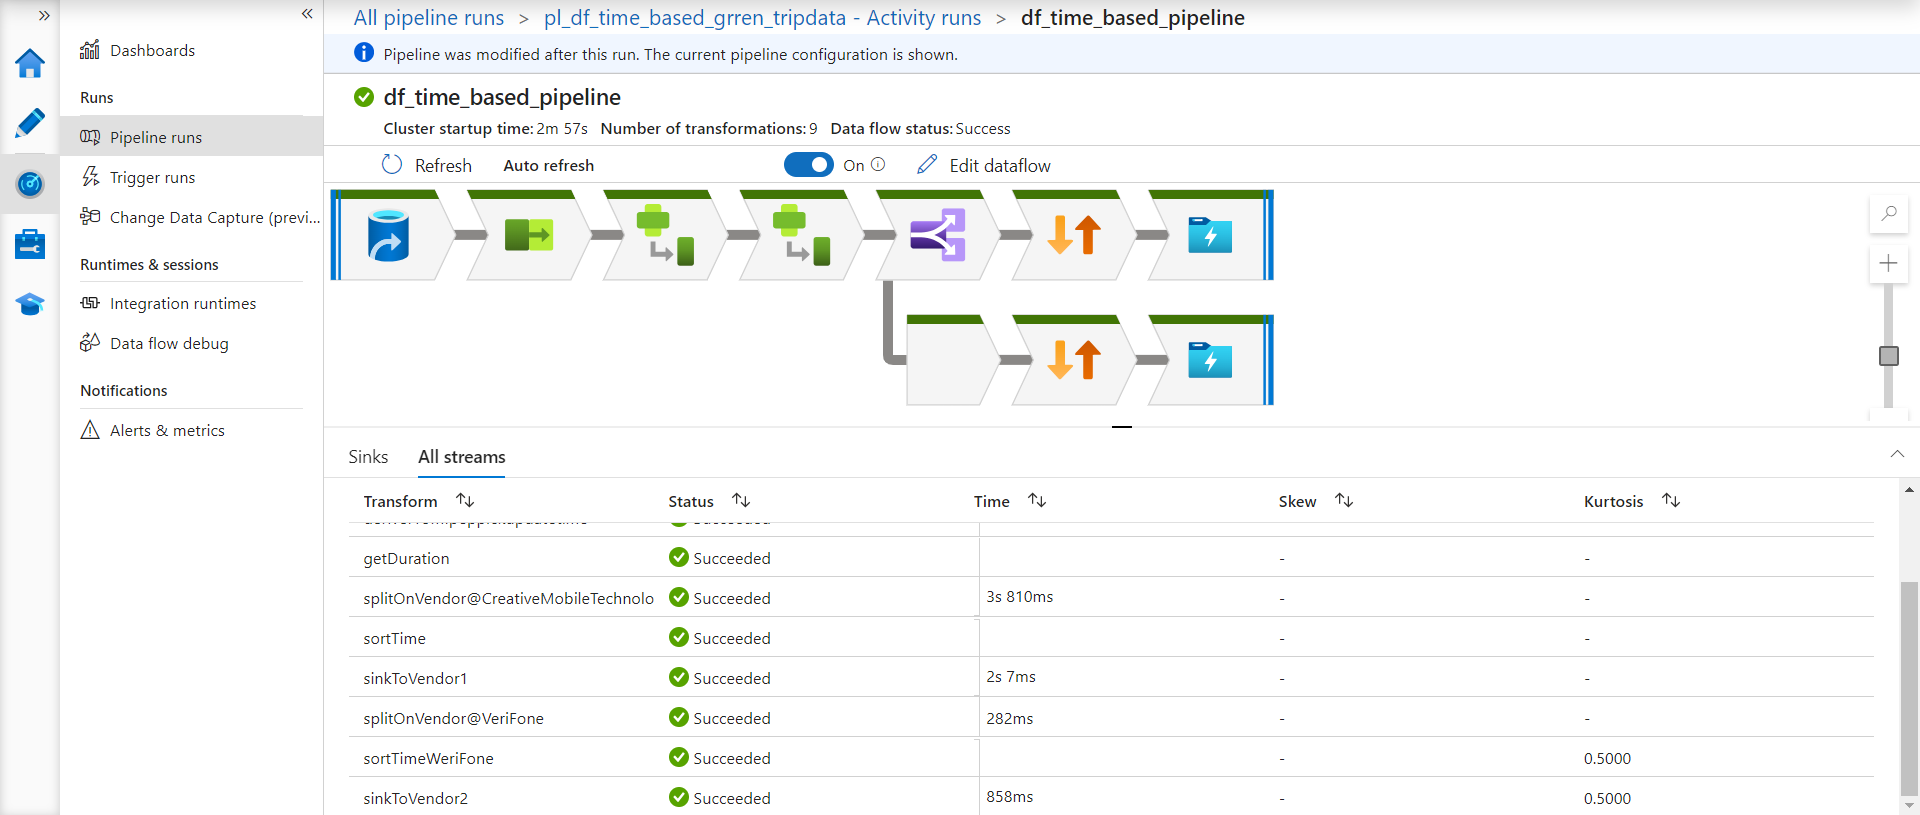 All pipeline runs > pl_df_time_based_grren_tripdata - Activity runs > df_time_based_pipeline
Pipeline was modified after this run. The current pipeline configuration is shown.
Dashboards
Runs
Pipeline runs
Trigger runs
Change Data Capture (previ...
Runtimes & sessions
Integration runtimes
Data flow debug
Notifications
Alerts & metrics
df_time_based_pipeline
Cluster startup time: 2m 57s Number of transformations: 9 Data flow status: Success
Refresh Auto refresh On Edit dataflow
Sinks All streams
Transform Status Time Skew Kurtosis
getDuration Succeeded - -
splitOnVendor@CreativeMobileTechnolo Succeeded 3s 810ms - -
sortTime Succeeded - -
sinkToVendor1 Succeeded 2s 7ms - -
splitOnVendor@VeriFone Succeeded 282ms - -
sortTimeWeriFone Succeeded - 0.5000
sinkToVendor2 Succeeded 858ms - 0.5000